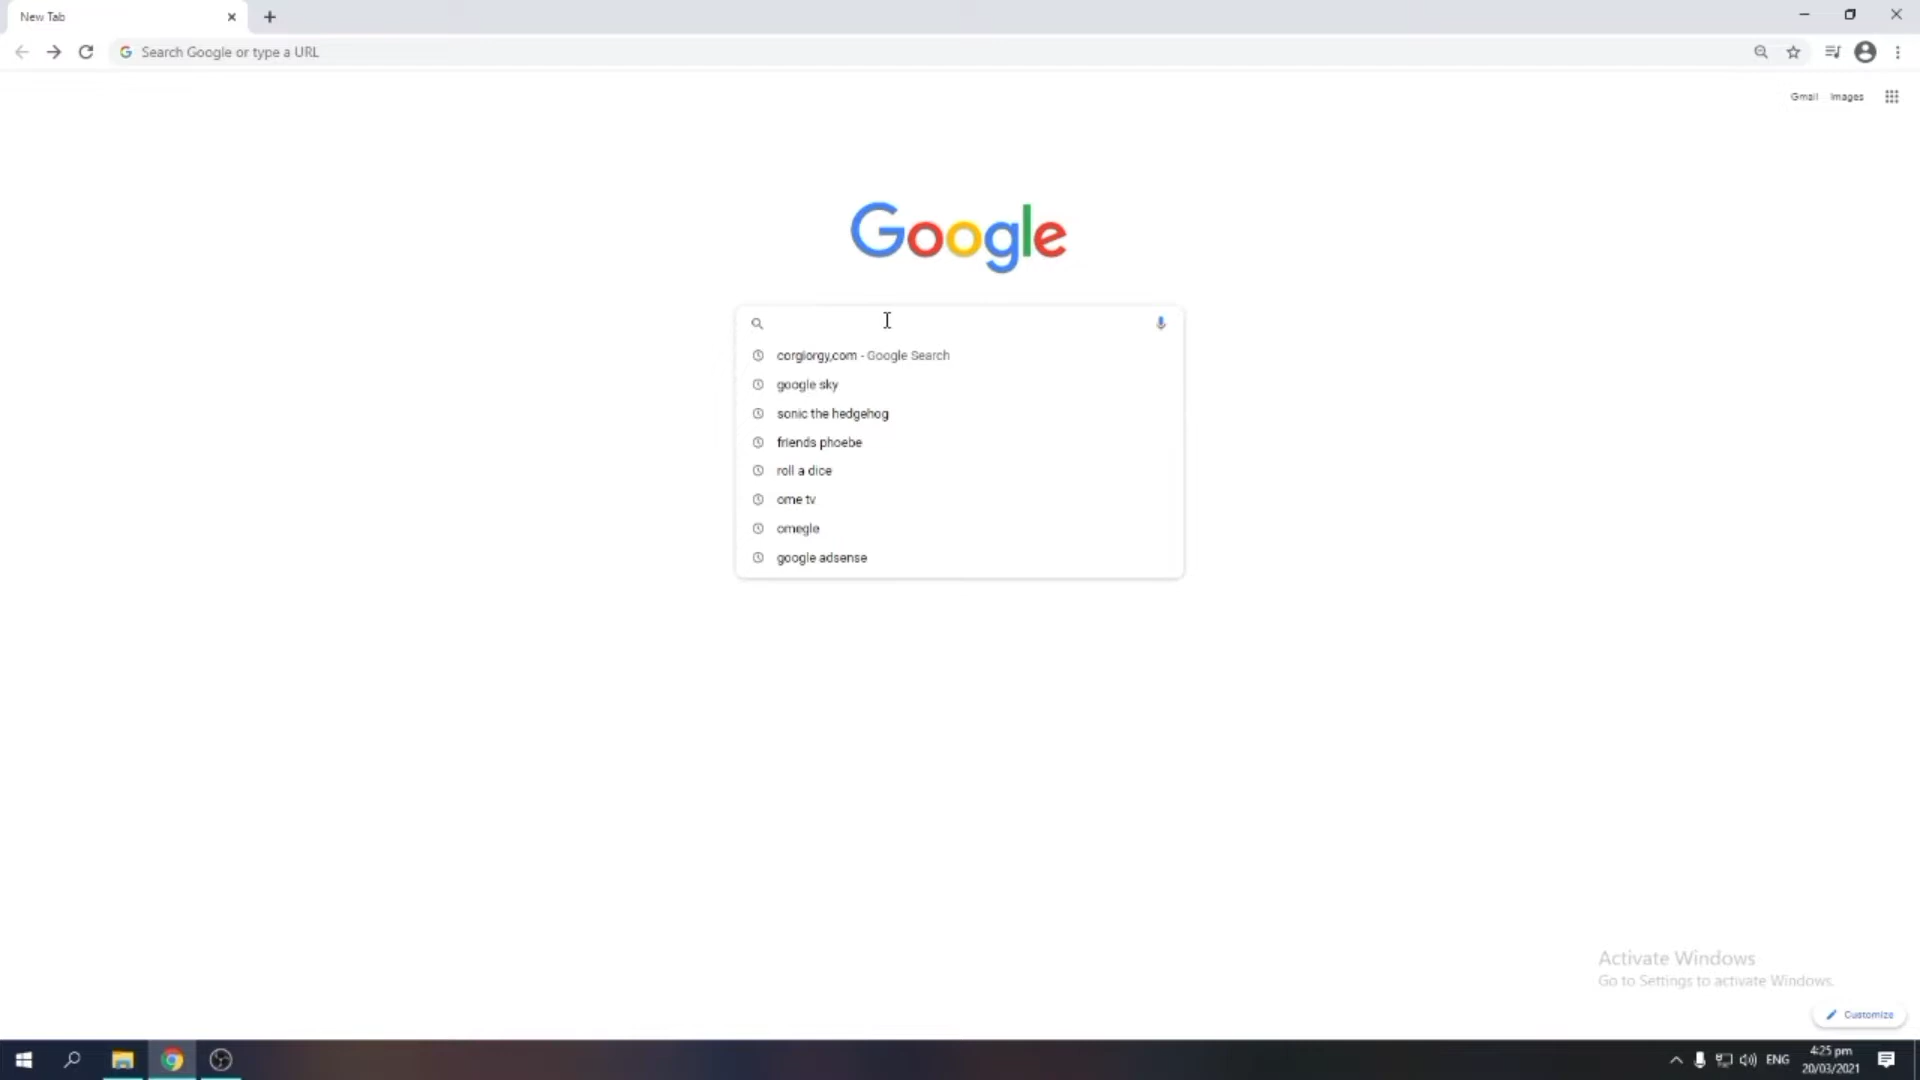 New Tab
Search Google or type a URL
Gmail Images
Google
corgiorgy,com - Google Search
google sky
sonic the hedgehog
friends phoebe
roll a dice
ome tv
omegle
google adsense
Activate Windows
Go to Settings to activate Windows.
Customize
ENG
4:25 pm
20/03/2021